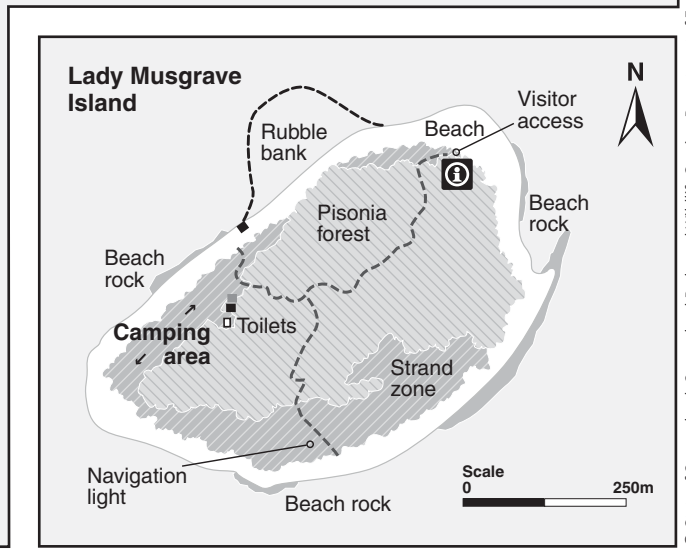 Lady Musgrave
Island
N
Visitor
access
Beach
Rubble
bank
Pisonia
forest
Beach
rock
Beach
rock
Camping
area
Toilets
Strand
zone
Navigation
light
Beach rock
Scale
0 250m